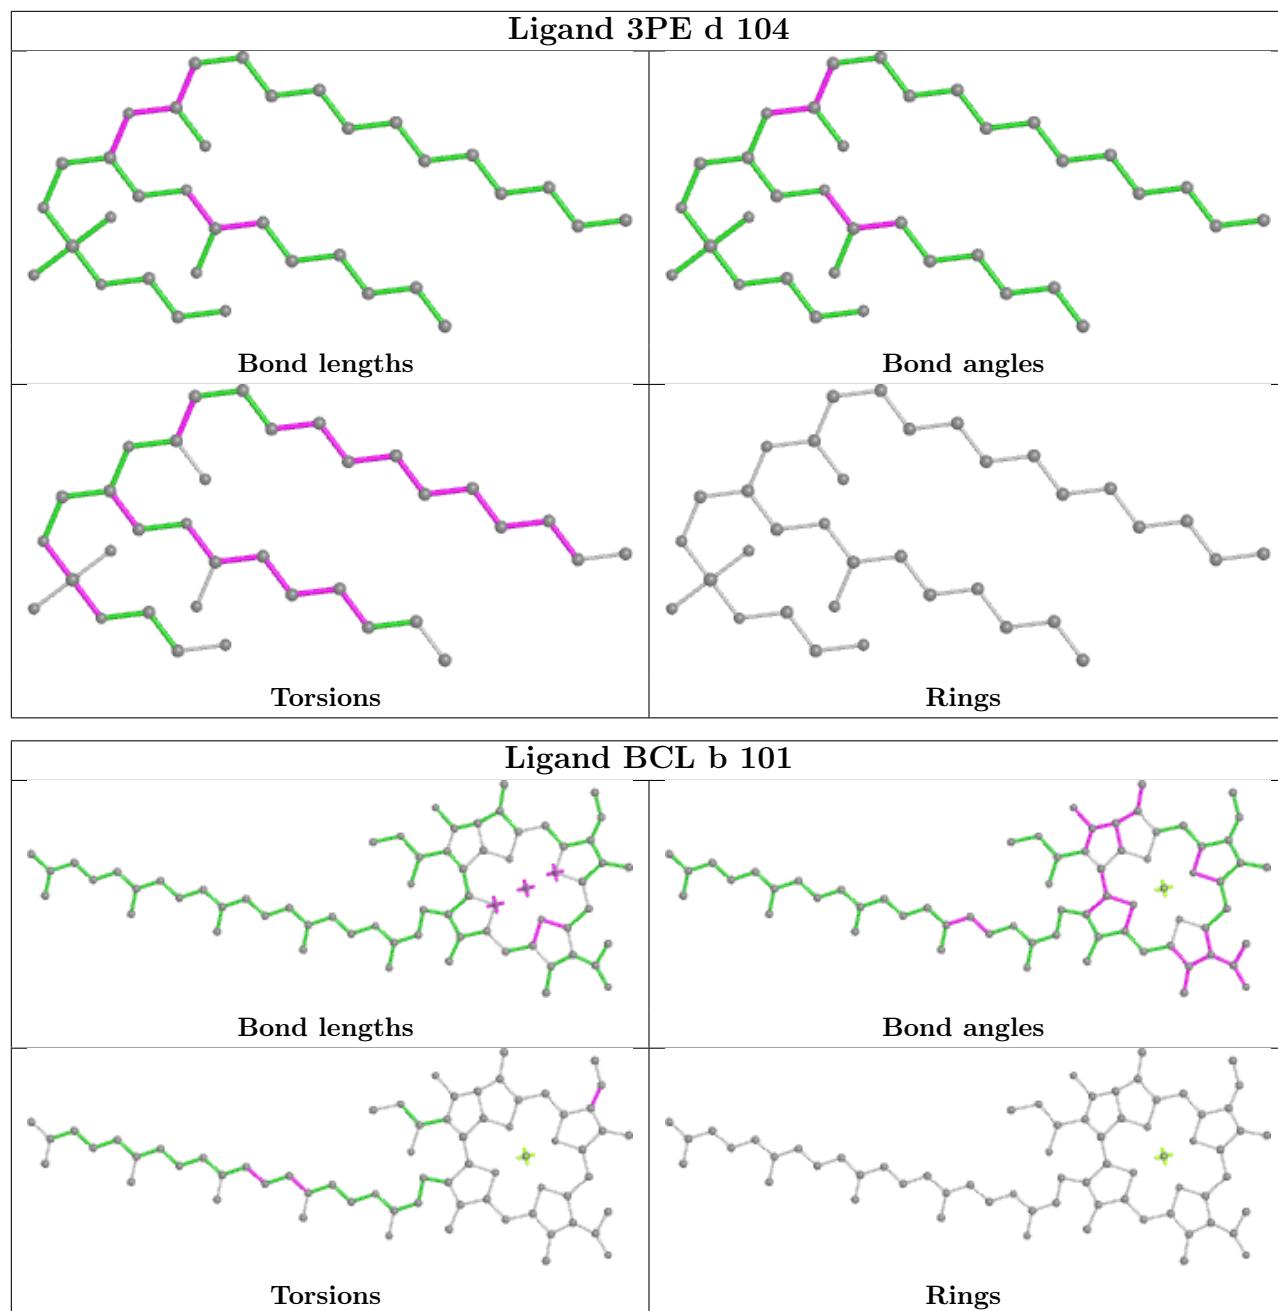 Ligand 3PE d 104
Bond lengths
Bond angles
Torsions
Rings
Ligand BCL b 101
Bond lengths
Bond angles
Torsions
Rings